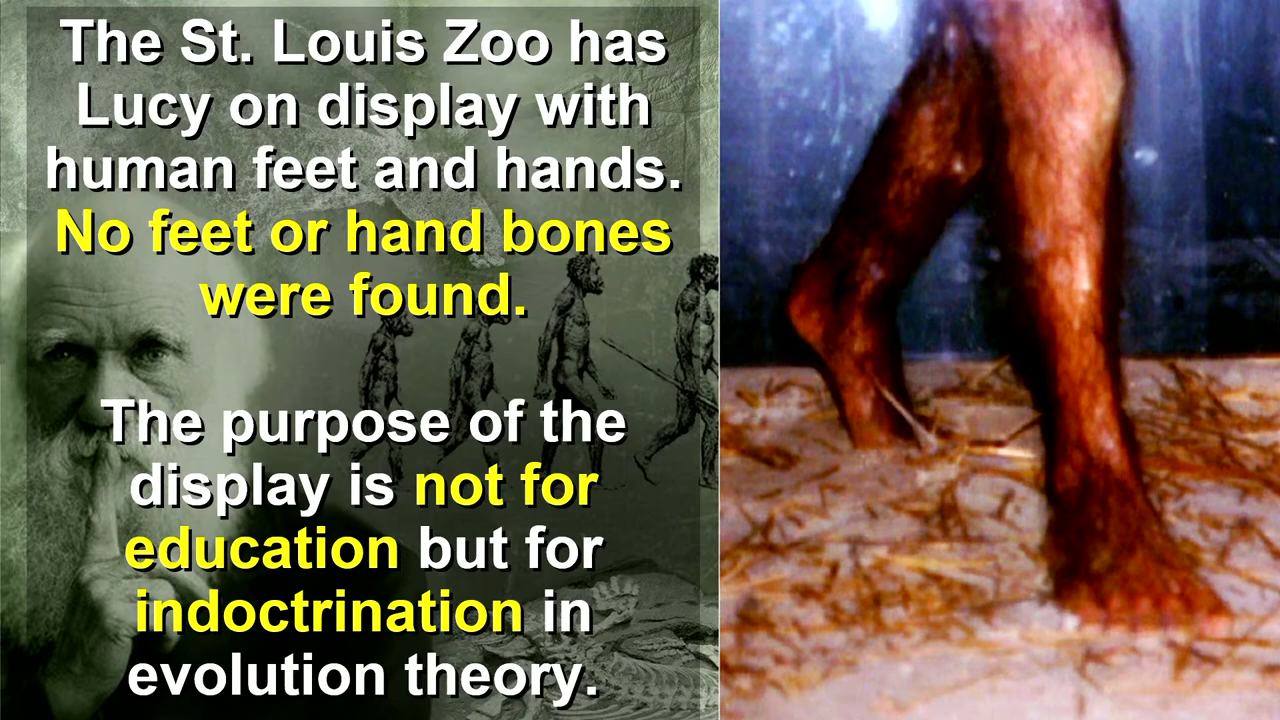 The St. Louis Zoo has
Lucy on display with
human feet and hands.
No feet or hand bones
were found.
The purpose of the
display is not for
education but for
indoctrination in
evolution theory.